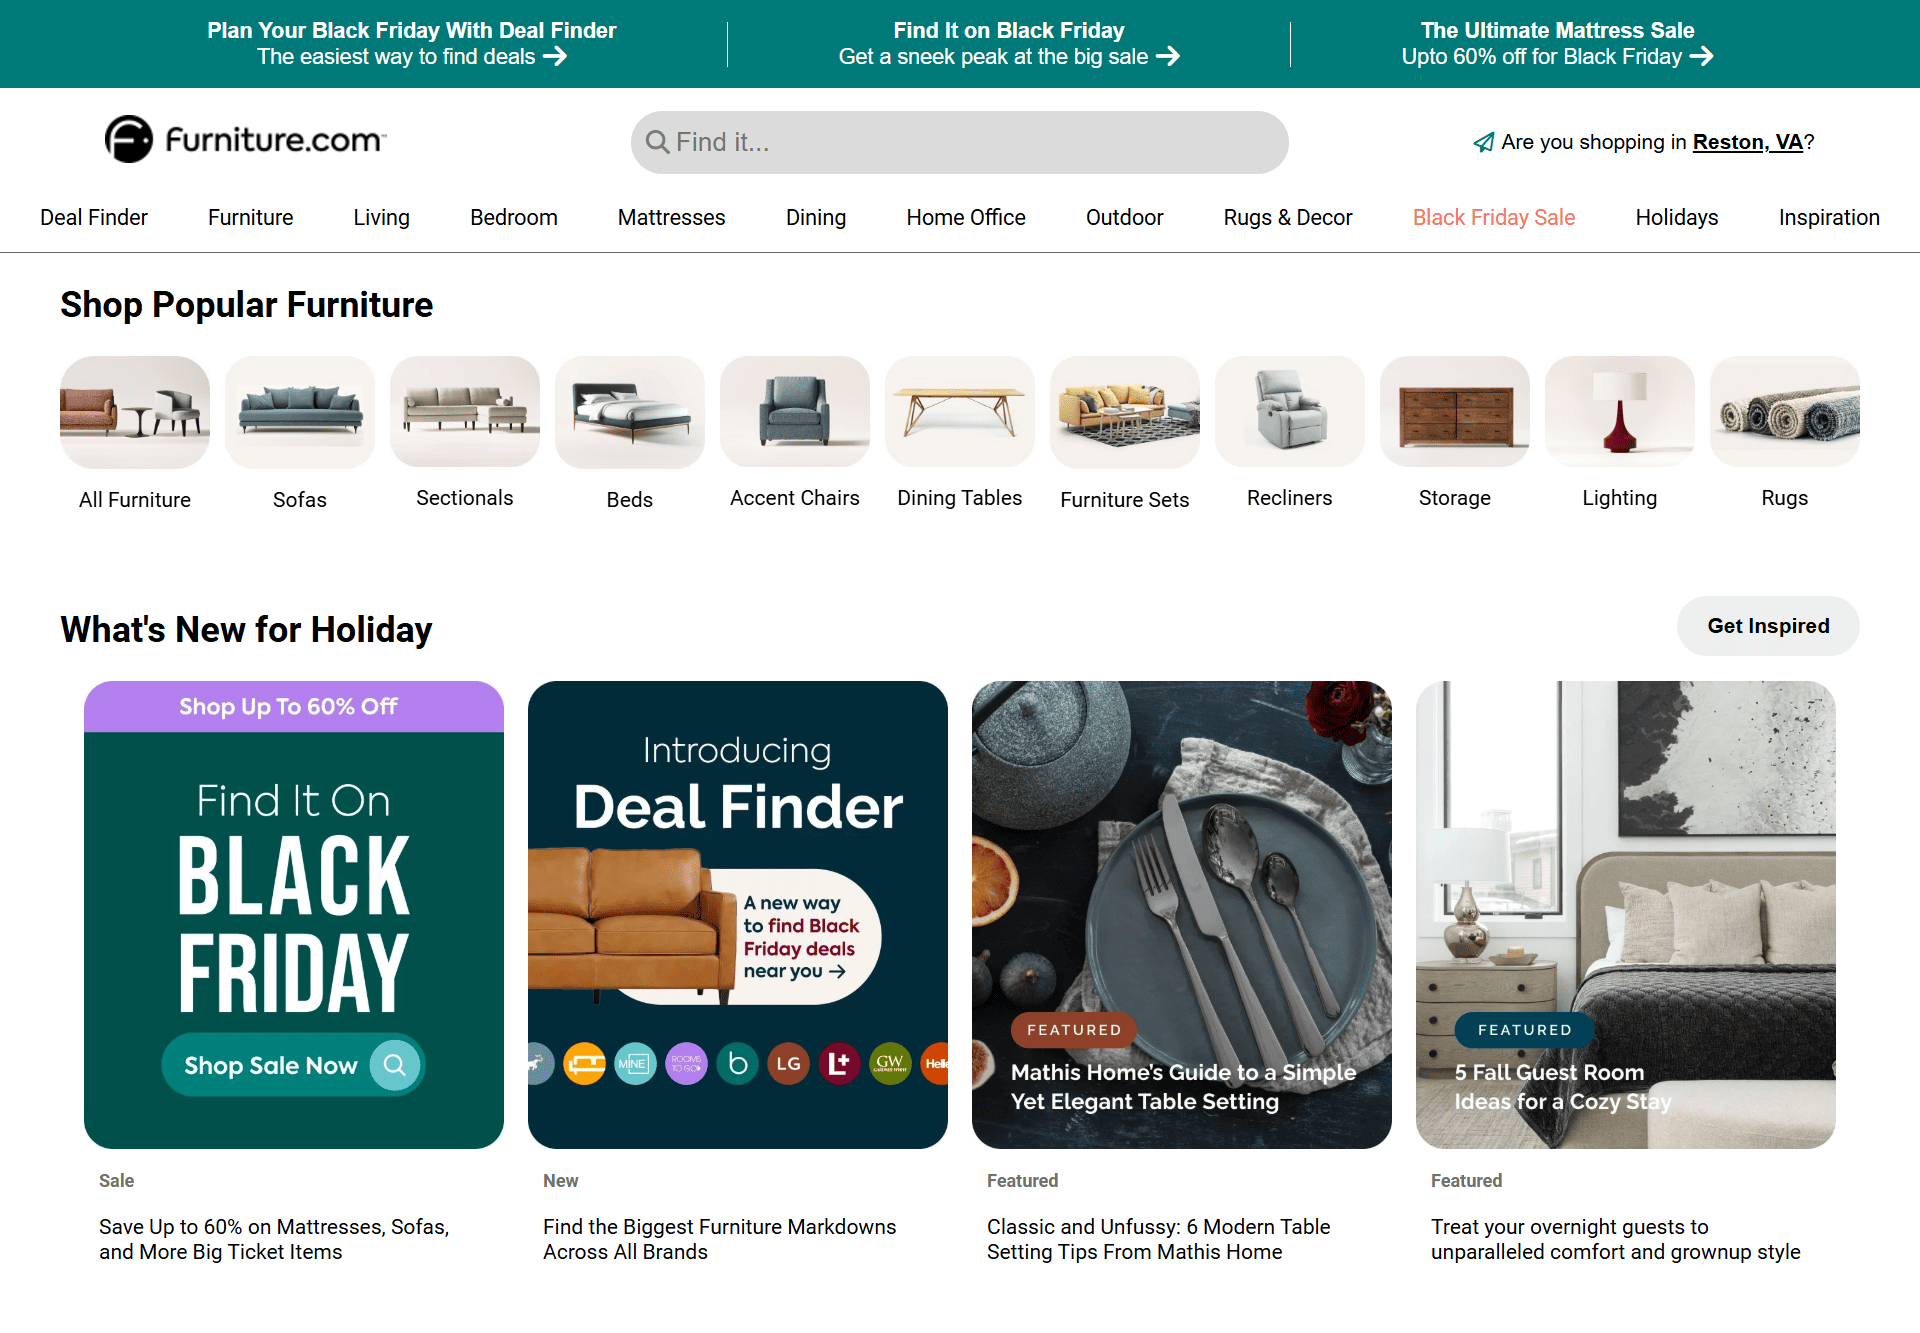 Plan Your Black Friday With Deal Finder
The easiest way to find deals
Find It on Black Friday
Get a sneek peak at the big sale
The Ultimate Mattress Sale
Upto 60% off for Black Friday
Furniture.com
Find it...
Are you shopping in Reston, VA?
Deal Finder
Furniture
Living
Bedroom
Mattresses
Dining
Home Office
Outdoor
Rugs & Decor
Black Friday Sale
Holidays
Inspiration
Shop Popular Furniture
All Furniture
Sofas
Sectionals
Beds
Accent Chairs
Dining Tables
Furniture Sets
Recliners
Storage
Lighting
Rugs
What's New for Holiday
Get Inspired
Shop Up To 60% Off
Find It On
BLACK
FRIDAY
Shop Sale Now
Sale
Save Up to 60% on Mattresses, Sofas,
and More Big Ticket Items
Introducing
Deal Finder
A new way
to find Black
Friday deals
near you →
MINE
ROOMS
TO GO
b
LG
L+
GW
New
Find the Biggest Furniture Markdowns
Across All Brands
FEATURED
Mathis Home's Guide to a Simple
Yet Elegant Table Setting
Featured
Classic and Unfussy: 6 Modern Table
Setting Tips From Mathis Home
FEATURED
5 Fall Guest Room
Ideas for a Cozy Stay
Featured
Treat your overnight guests to
unparalleled comfort and grownup style